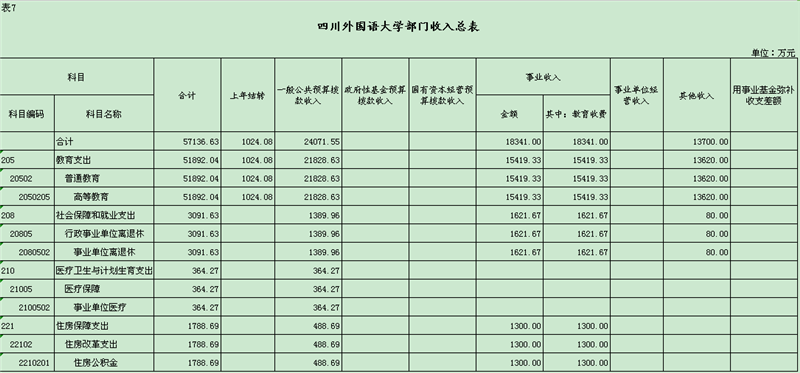 表7
四川外国语大学部门收入总表
单位：万元
科目 合计 上年结转 一般公共预算拨款收入 政府性基金预算拨款收入 国有资本经营预算拨款收入 事业收入 事业单位经营收入 其他收入 用事业基金弥补收支差额
科目编码 科目名称 金额 其中：教育收费
合计 57136.63 1024.08 24071.55 18341.00 18341.00 13700.00
205 教育支出 51892.04 1024.08 21828.63 15419.33 15419.33 13620.00
20502 普通教育 51892.04 1024.08 21828.63 15419.33 15419.33 13620.00
2050205 高等教育 51892.04 1024.08 21828.63 15419.33 15419.33 13620.00
208 社会保障和就业支出 3091.63 1389.96 1621.67 1621.67 80.00
20805 行政事业单位离退休 3091.63 1389.96 1621.67 1621.67 80.00
2080502 事业单位离退休 3091.63 1389.96 1621.67 1621.67 80.00
210 医疗卫生与计划生育支出 364.27 364.27
21005 医疗保障 364.27 364.27
2100502 事业单位医疗 364.27 364.27
221 住房保障支出 1788.69 488.69 1300.00 1300.00
22102 住房改革支出 1788.69 488.69 1300.00 1300.00
2210201 住房公积金 1788.69 488.69 1300.00 1300.00